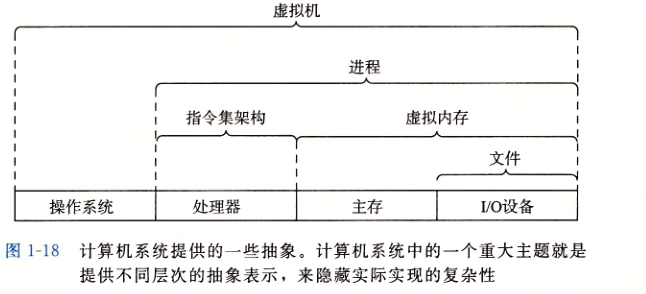 虚拟机
进程
指令集架构
虚拟内存
文件
操作系统
处理器
主存
I/O设备
图 1-18 计算机系统提供的一些抽象。计算机系统中的一个重大主题就是
提供不同层次的抽象表示，来隐藏实际实现的复杂性